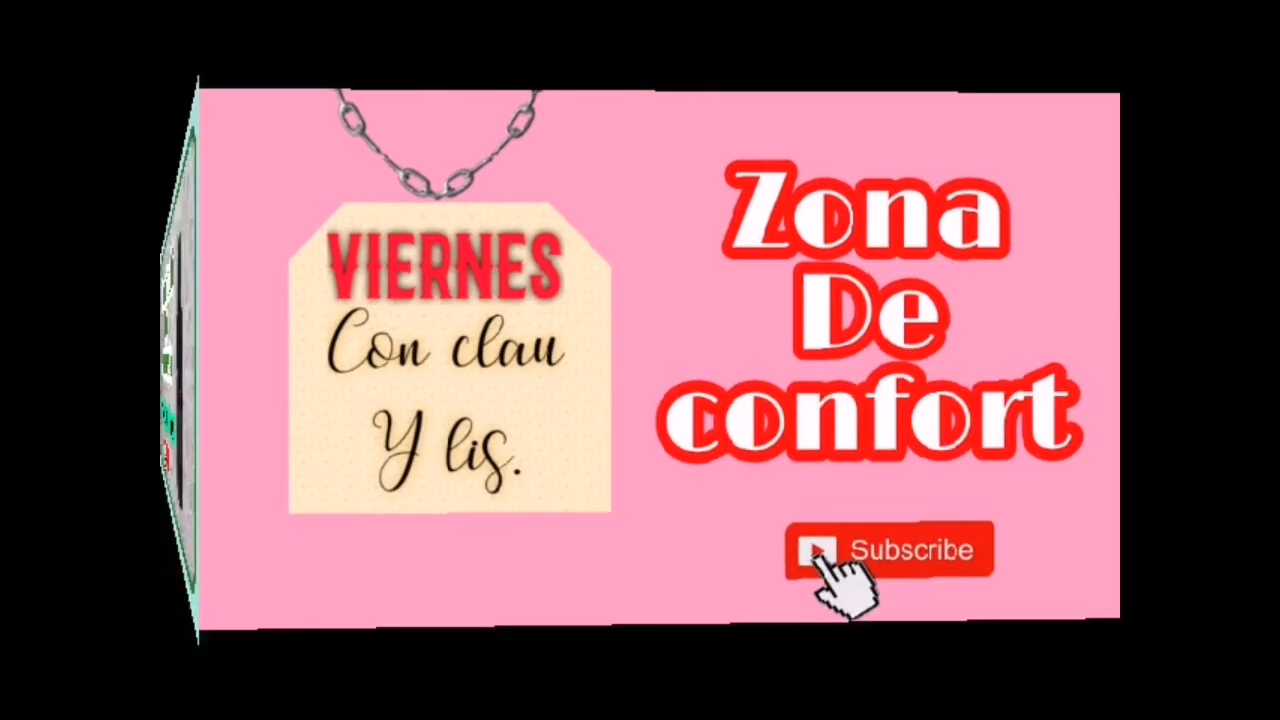 VIERNES
Con clau
Y lis.
Zona
De
confort
Subscribe